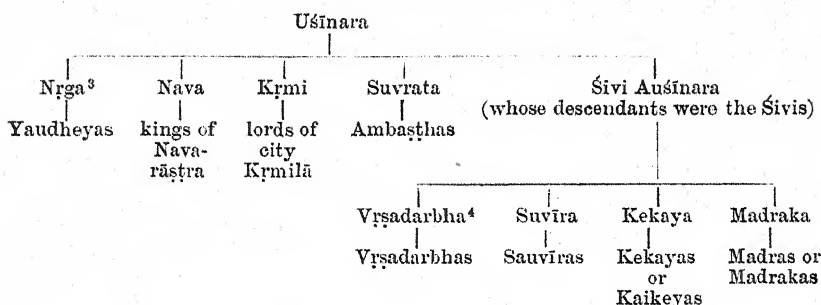 Uśīnara
Nṛga³ Nava Kṛmi Suvrata Śivi Auśīnara
(whose descendants were the Śivis)
Yaudheyas kings of lords of Ambaṣṭhas
Nava- city
rāṣṭra Kṛmilā
Vṛṣadarbha⁴ Suvīra Kekaya Madraka
Vṛṣadarbhas Sauvīras Kekayas Madras or
or Madrakas
Kaikeyas